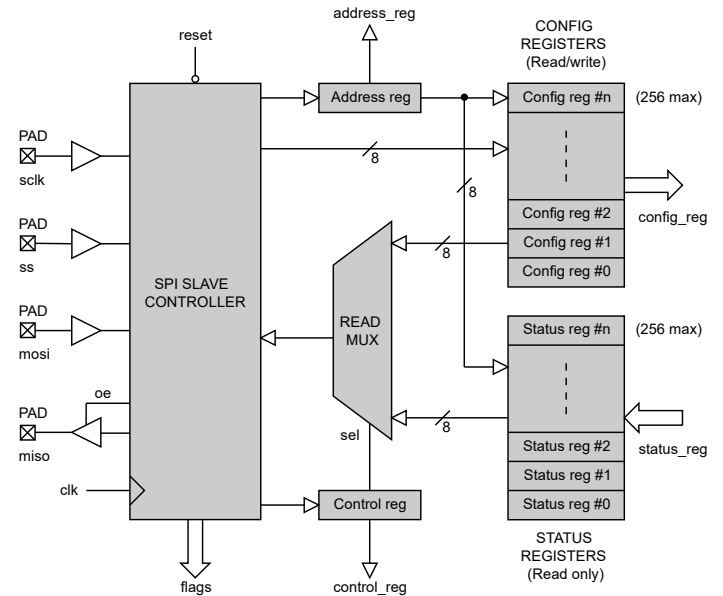 address_reg
reset
CONFIG
REGISTERS
(Read/write)
Address reg
Config reg #n
(256 max)
PAD
sclk
8
8
Config reg #2
config_reg
PAD
ss
8
Config reg #1
Config reg #0
SPI SLAVE
CONTROLLER
READ
MUX
Status reg #n
(256 max)
PAD
mosi
oe
PAD
miso
sel
8
Status reg #2
status_reg
clk
Status reg #1
Control reg
Status reg #0
STATUS
REGISTERS
(Read only)
flags
control_reg